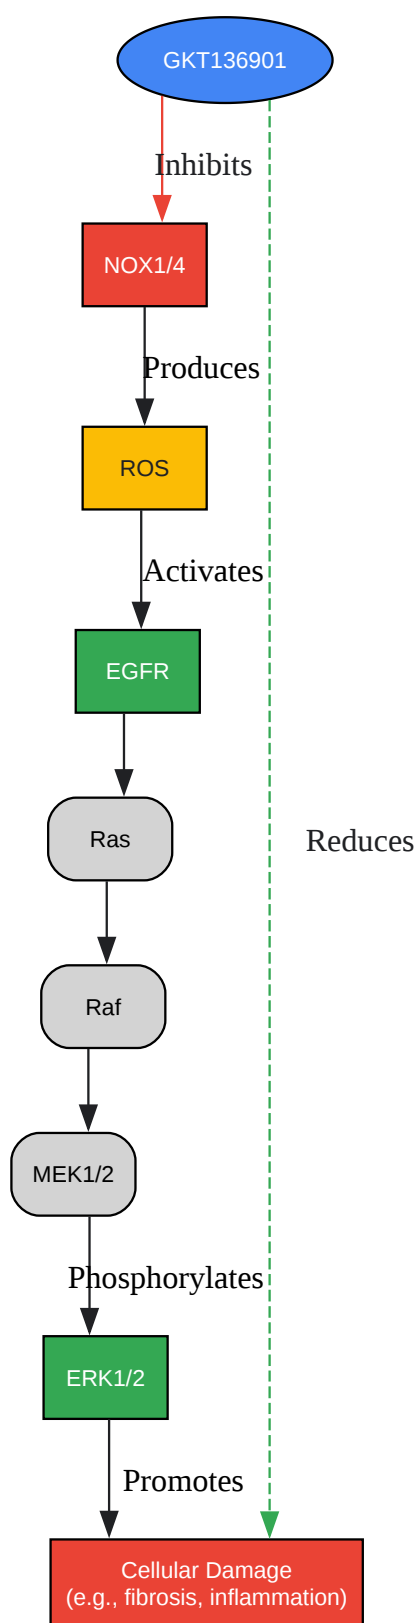 GKT136901
Inhibits
NOX1/4
Produces
ROS
Activates
EGFR
Ras
Reduces
Raf
MEK1/2
Phosphorylates
ERK1/2
Promotes
Cellular Damage
(e.g., fibrosis, inflammation)